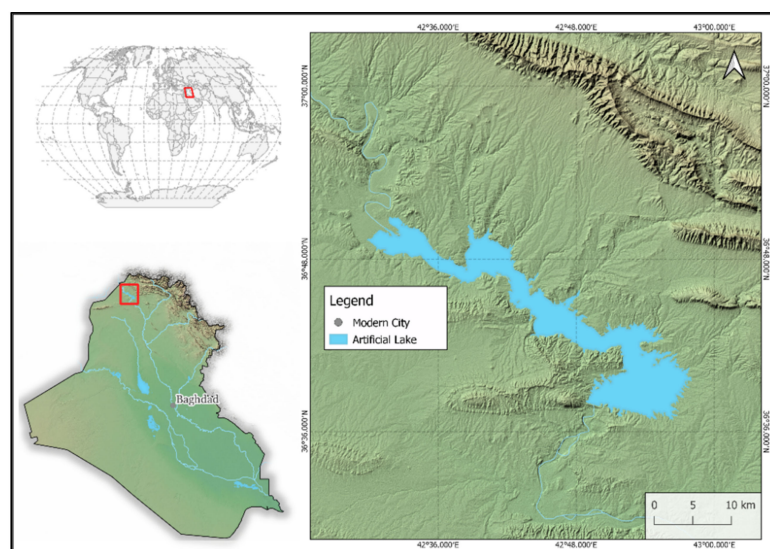 42°36.000'E 42°48.000'E 43°00.000'E
37°00.000'N
37°00.000'N
36°48.000'N
36°48.000'N
Legend
Modern City
Artificial Lake
Baghdad
36°36.000'N
36°36.000'N
0 5 10 km
42°36.000'E 42°48.000'E 43°00.000'E